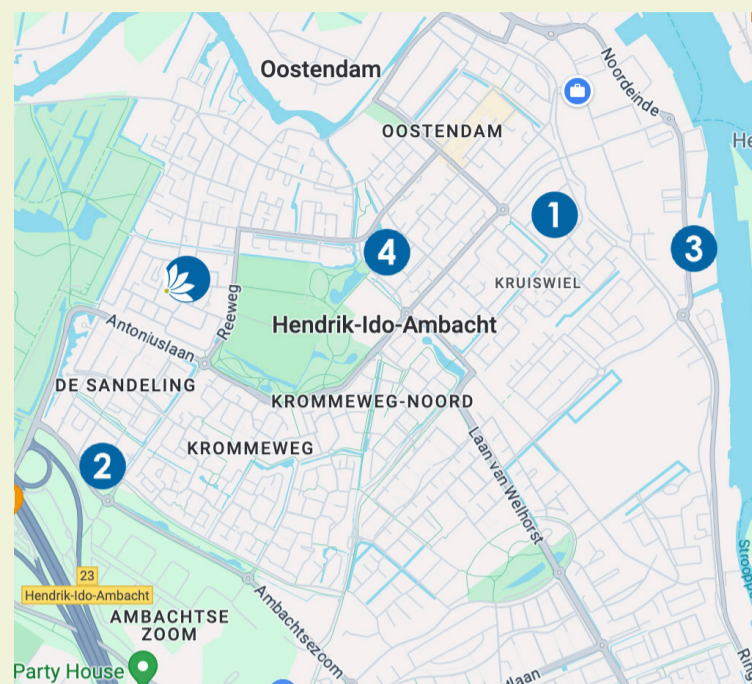 Noordeinde
Oostendam
OOSTENDAM
1
4
3
KRUISWIEL
Reeweg
Antoniuslaan
Hendrik-Ido-Ambacht
DE SANDELING
KROMMEWEG-NOORD
KROMMEWEG
2
Laan van Welhorst
23
Hendrik-Ido-Ambacht
Ambachtsezoom
AMBACHTSE
ZOOM
Party House